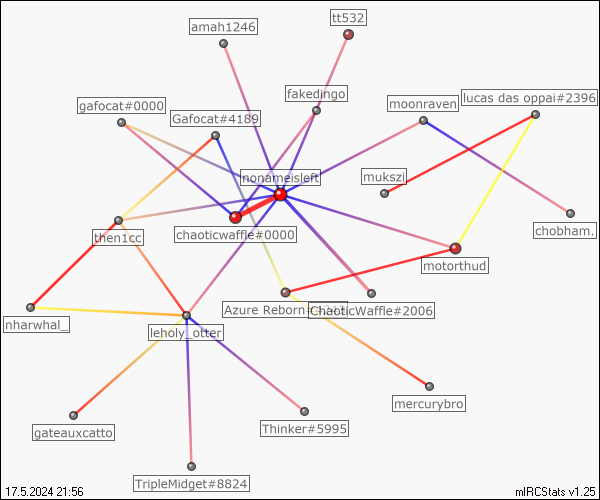 tt532
amah1246
fakedingo
gafocat#0000
moonraven
lucas das oppai#2396
Gafocat#4189
nonameisleft
mukszi
chaoticwaffle#0000
chobham.
then1cc
motorthud
Azure Reborn
ChaoticWaffle#2006
nharwhal_
leholy_otter
mercurybro
gateauxcatto
Thinker#5995
TripleMidget#8824
17.5.2024 21:56
mIRCStats v1.25